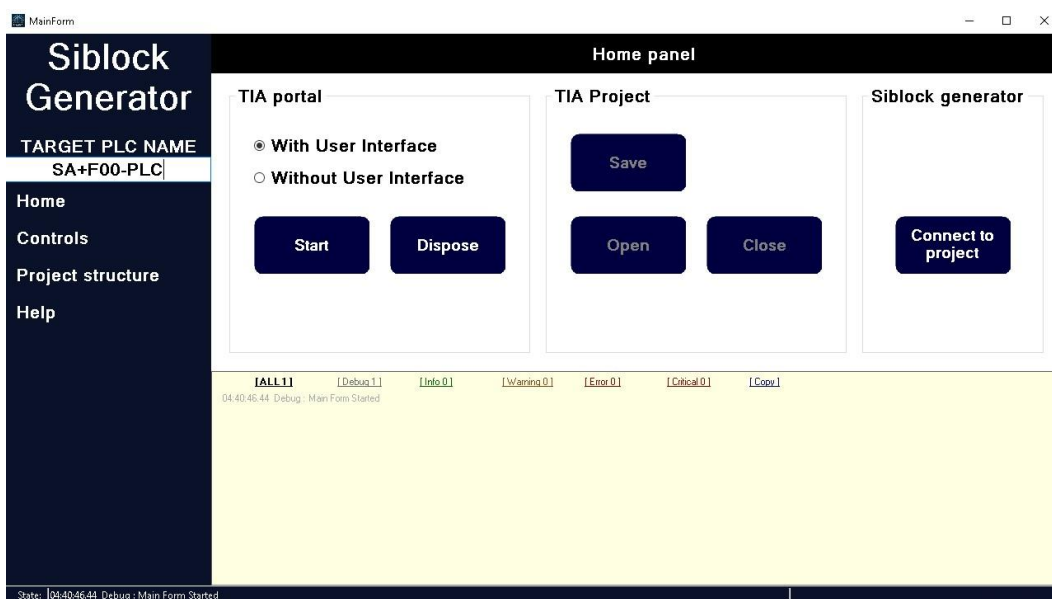 MainForm
Siblock
Generator
TARGET PLC NAME
SA+F00-PLC
Home
Controls
Project structure
Help
Home panel
TIA portal
With User Interface
Without User Interface
Start
Dispose
TIA Project
Save
Open
Close
Siblock generator
Connect to
project
[ALL 1] [Debug 1] [Info 0] [Warning 0] [Error 0] [Critical 0] [Copy]
04:40:46.44 Debug : Main Form Started
State: 04:40:46.44 Debug : Main Form Started